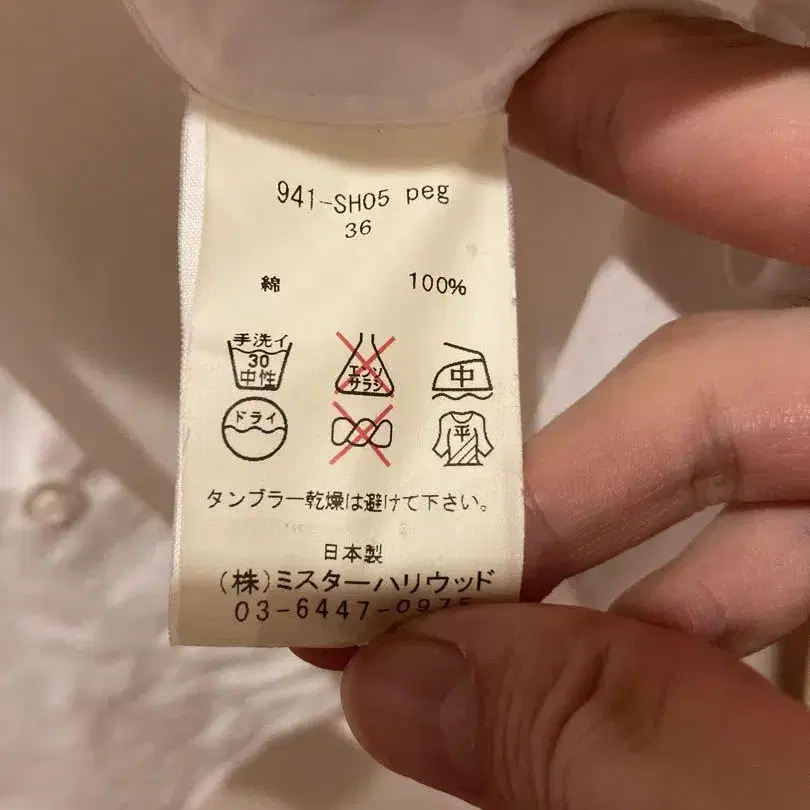 941-SH05 peg
36
綿 100%
手洗イ
30
中性
エンソ
サラシ
中
ドライ
平
タンブラー乾燥は避けて下さい。
日本製
(株)ミスターハリウッド
03-6447-